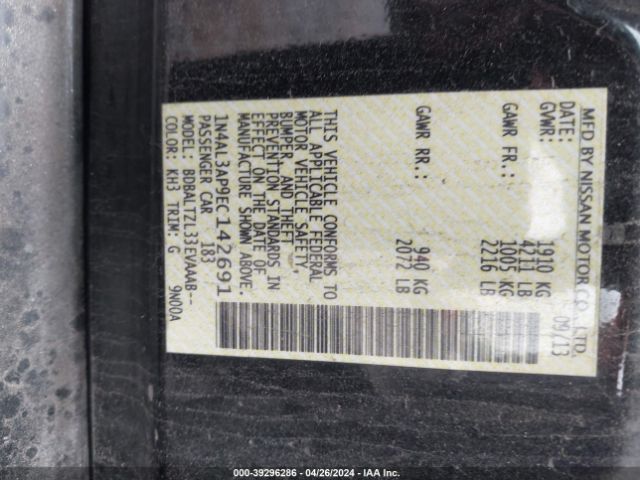 MFD BY NISSAN MOTOR CO., LTD.
DATE: 09/13
GVWR: 1910 KG
4211 LB
GAWR FR.: 1005 KG
2216 LB
GAWR RR.: 940 KG
2072 LB
THIS VEHICLE CONFORMS TO
ALL APPLICABLE FEDERAL
MOTOR VEHICLE SAFETY,
BUMPER, AND THEFT
PREVENTION STANDARDS IN
EFFECT ON THE DATE OF
MANUFACTURE SHOWN ABOVE.
1N4AL3AP9EC142691
PASSENGER CAR 183
MODEL: BDBALTZL33EVAAAB--
COLOR: KH3 TRIM: G 9N00A
000-39296286 - 04/26/2024 - IAA Inc.